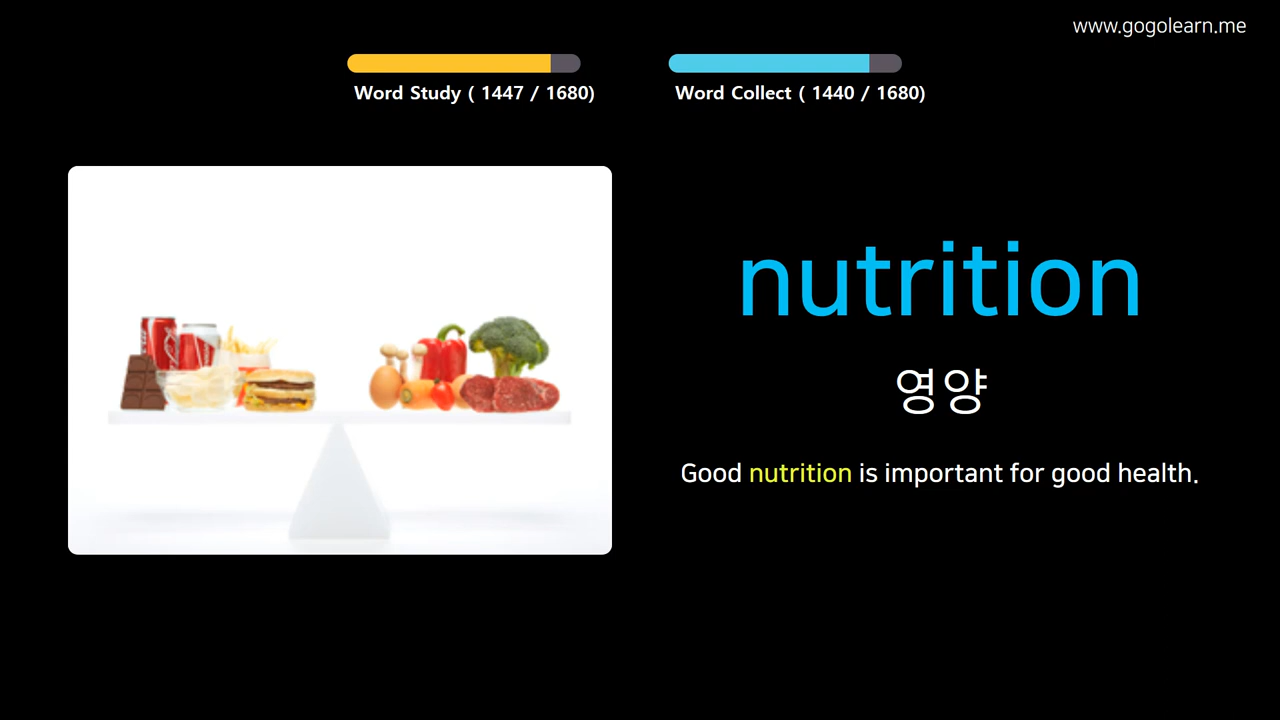 www.gogolearn.me
Word Study ( 1447 / 1680)
Word Collect ( 1440 / 1680)
nutrition
영양
Good nutrition is important for good health.